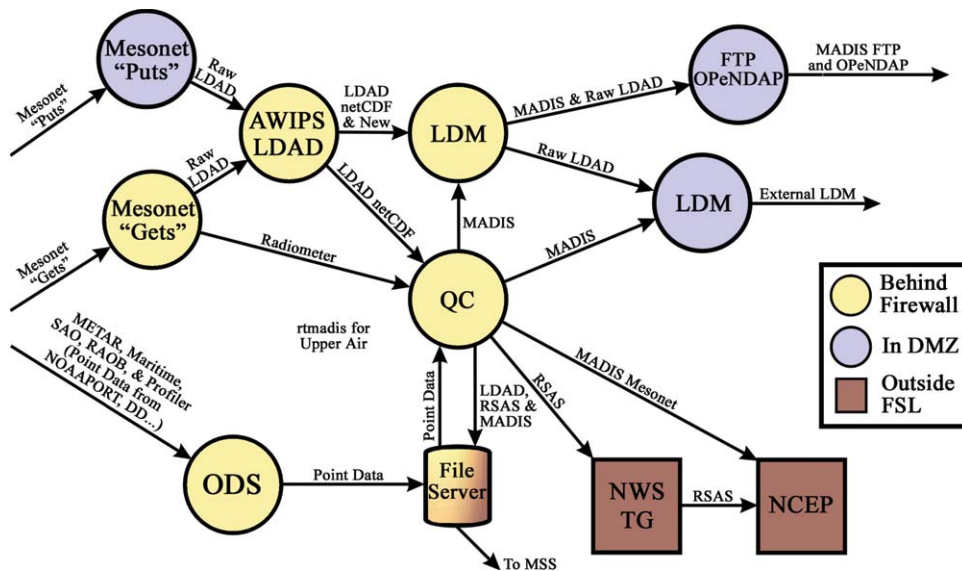 Mesonet
"Puts"
Mesonet
"Puts"
Raw
LDAD
AWIPS
LDAD
LDAD
netCDF
& New
LDM
MADIS & Raw LDAD
FTP
OPeNDAP
MADIS FTP
and OPeNDAP
Raw LDAD
LDM
External LDM
Mesonet
"Gets"
Mesonet
"Gets"
Raw
LDAD
LDAD netCDF
Radiometer
MADIS
MADIS
QC
rtmadis for
Upper Air
METAR, Maritime,
SAO, RAOB, & Profiler
(Point Data from
NOAAPORT, DD...)
ODS
Point Data
Point Data
LDAD,
RSAS &
MADIS
File
Server
To MSS
RSAS
MADIS Mesonet
NWS
TG
RSAS
NCEP
Behind
Firewall
In DMZ
Outside
FSL